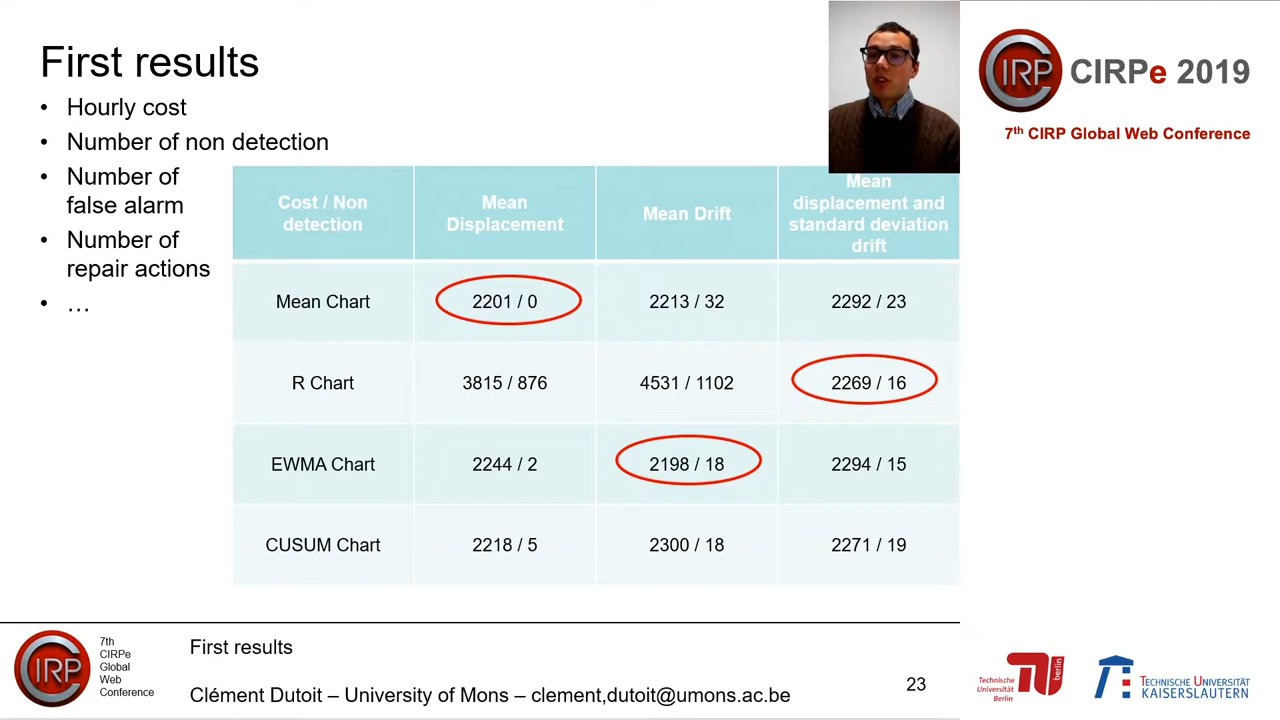 First results
• Hourly cost
• Number of non detection
• Number of
false alarm
• Number of
repair actions
• …
Cost / Non
detection
Mean
Displacement
Mean Drift
Mean
displacement and
standard deviation
drift
Mean Chart
2201 / 0
2213 / 32
2292 / 23
R Chart
3815 / 876
4531 / 1102
2269 / 16
EWMA Chart
2244 / 2
2198 / 18
2294 / 15
CUSUM Chart
2218 / 5
2300 / 18
2271 / 19
CIRP
CIRPe 2019
7th CIRP Global Web Conference
CIRP
7th
CIRPe
Global
Web
Conference
First results
Clément Dutoit – University of Mons – clement,dutoit@umons.ac.be
23
Technische
Universität
Berlin
berlin
TECHNISCHE UNIVERSITÄT
KAISERSLAUTERN